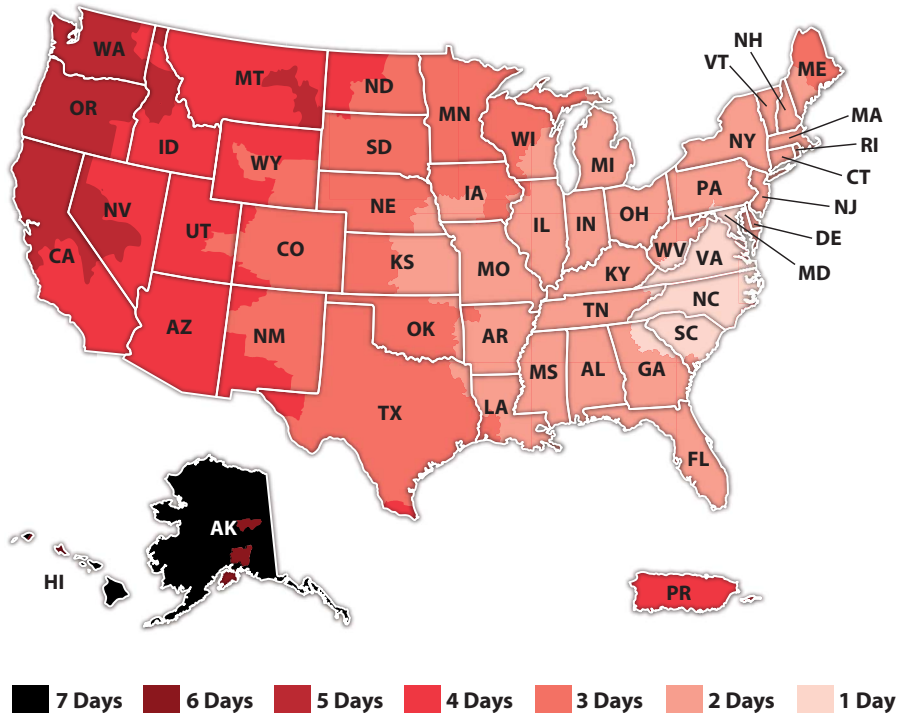 NH
VT
WA
ME
MT
ND
OR
MN
MA
ID
SD
WI
NY
RI
WY
MI
CT
PA
IA
NE
NJ
NV
IL
IN
OH
UT
DE
CO
WV
VA
CA
KS
MO
KY
MD
NC
TN
AZ
NM
OK
AR
SC
MS
AL
GA
TX
LA
FL
AK
HI
PR
7 Days
6 Days
5 Days
4 Days
3 Days
2 Days
1 Day